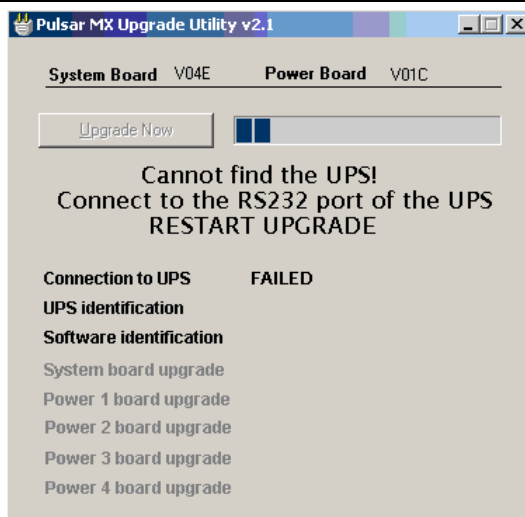 Pulsar MX Upgrade Utility v2.1
System Board V04E Power Board V01C
Upgrade Now
Cannot find the UPS!
Connect to the RS232 port of the UPS
RESTART UPGRADE
Connection to UPS FAILED
UPS identification
Software identification
System board upgrade
Power 1 board upgrade
Power 2 board upgrade
Power 3 board upgrade
Power 4 board upgrade